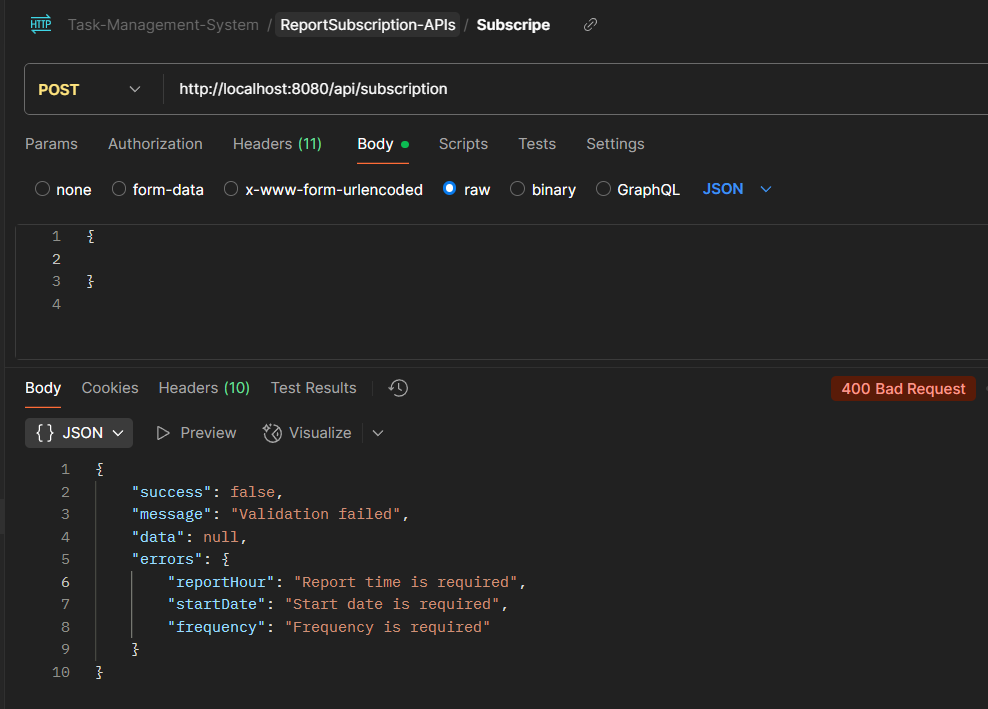 HTTP Task-Management-System / ReportSubscription-APIs / Subscripe
POST http://localhost:8080/api/subscription
Params Authorization Headers (11) Body Scripts Tests Settings
none form-data x-www-form-urlencoded raw binary GraphQL JSON
1 {
2
3 }
4
Body Cookies Headers (10) Test Results 400 Bad Request
{} JSON Preview Visualize
1 {
2 "success": false,
3 "message": "Validation failed",
4 "data": null,
5 "errors": {
6 "reportHour": "Report time is required",
7 "startDate": "Start date is required",
8 "frequency": "Frequency is required"
9 }
10 }